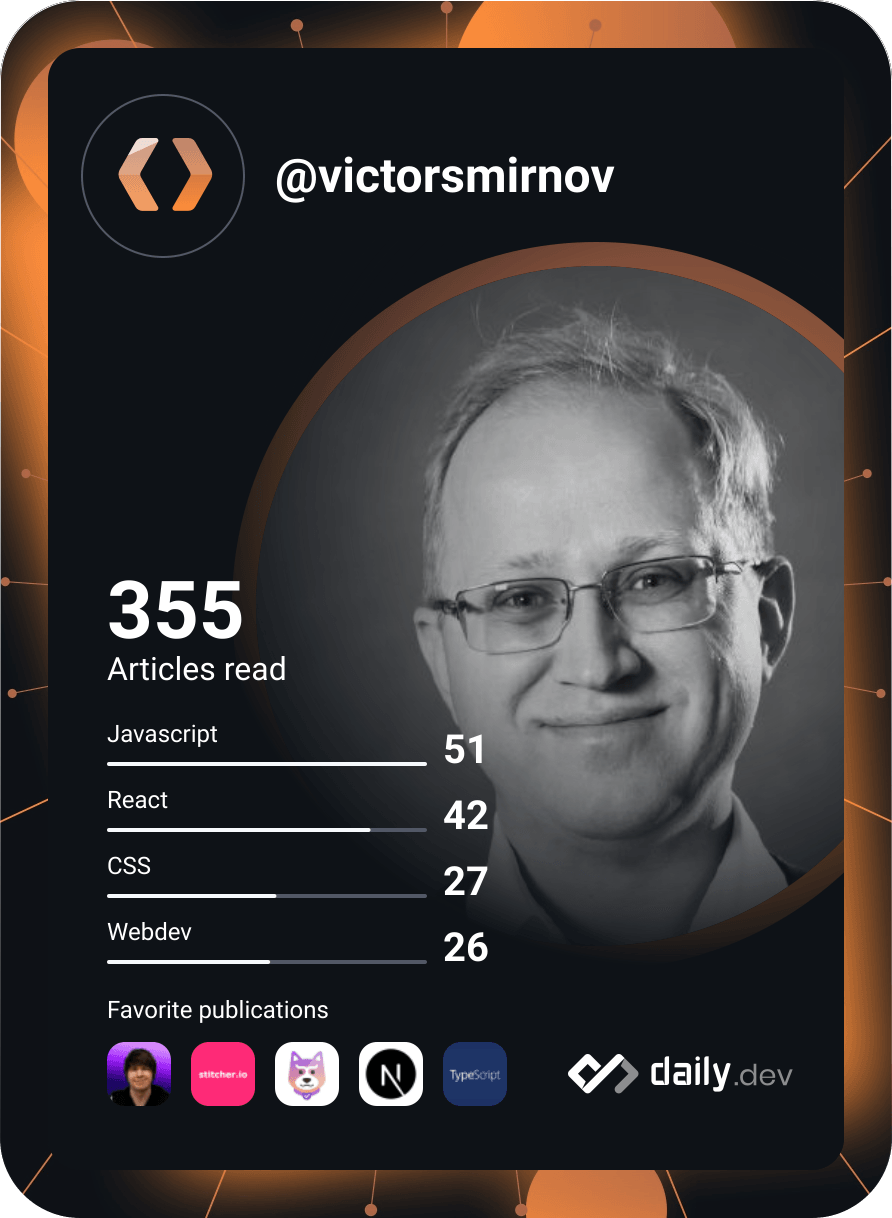 @victorsmirnov
355
Articles read
Javascript
51
React
42
CSS
27
Webdev
26
Favorite publications
stitcher.io
N
TypeScript
daily.dev